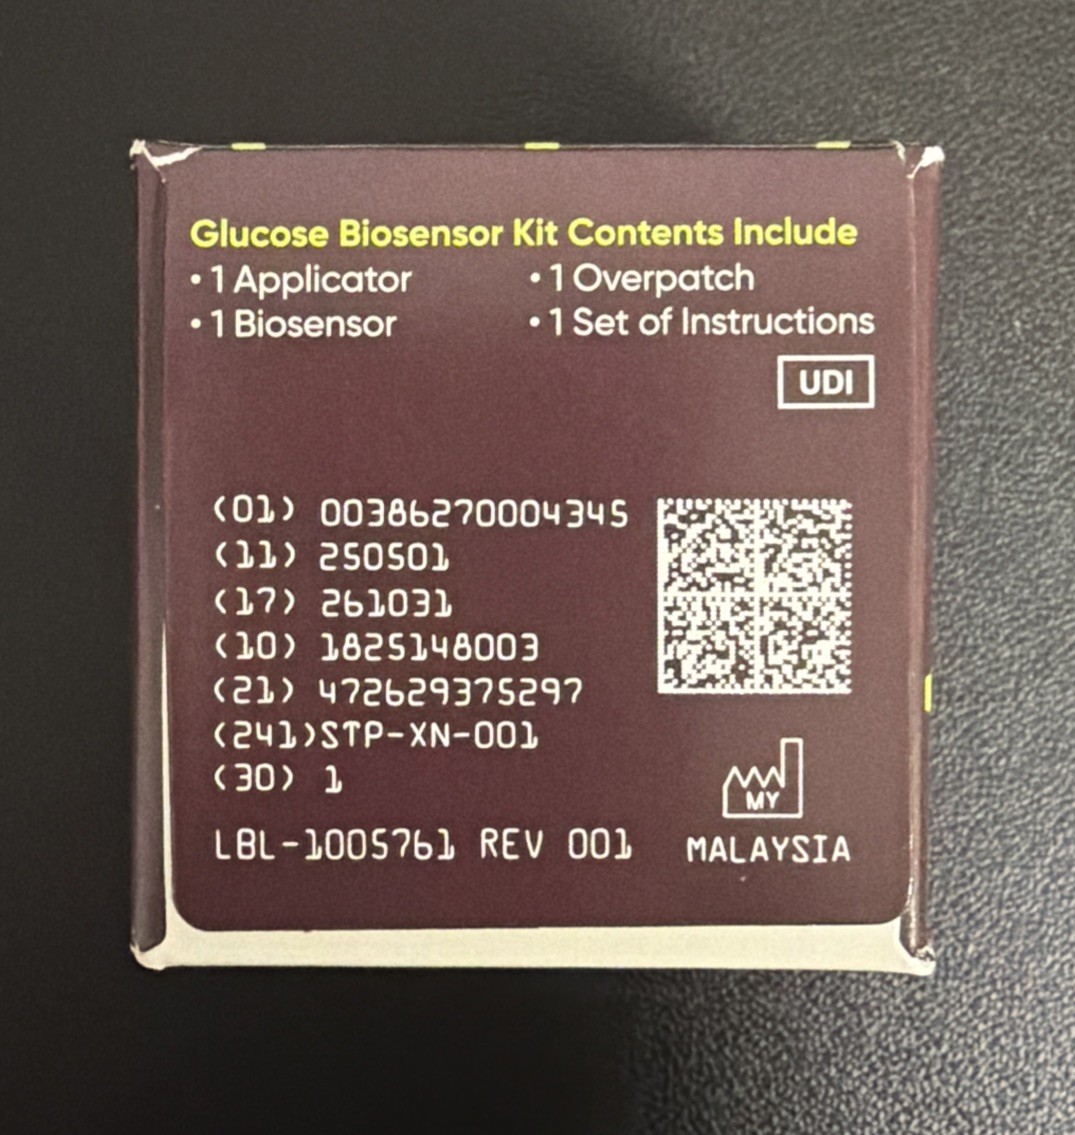 Glucose Biosensor Kit Contents Include
• 1 Applicator • 1 Overpatch
• 1 Biosensor • 1 Set of Instructions
UDI
(01) 00386270004345
(11) 250501
(17) 261031
(10) 1825148003
(21) 472629375297
(241)STP-XN-001
(30) 1
MY
LBL-1005761 REV 001 MALAYSIA